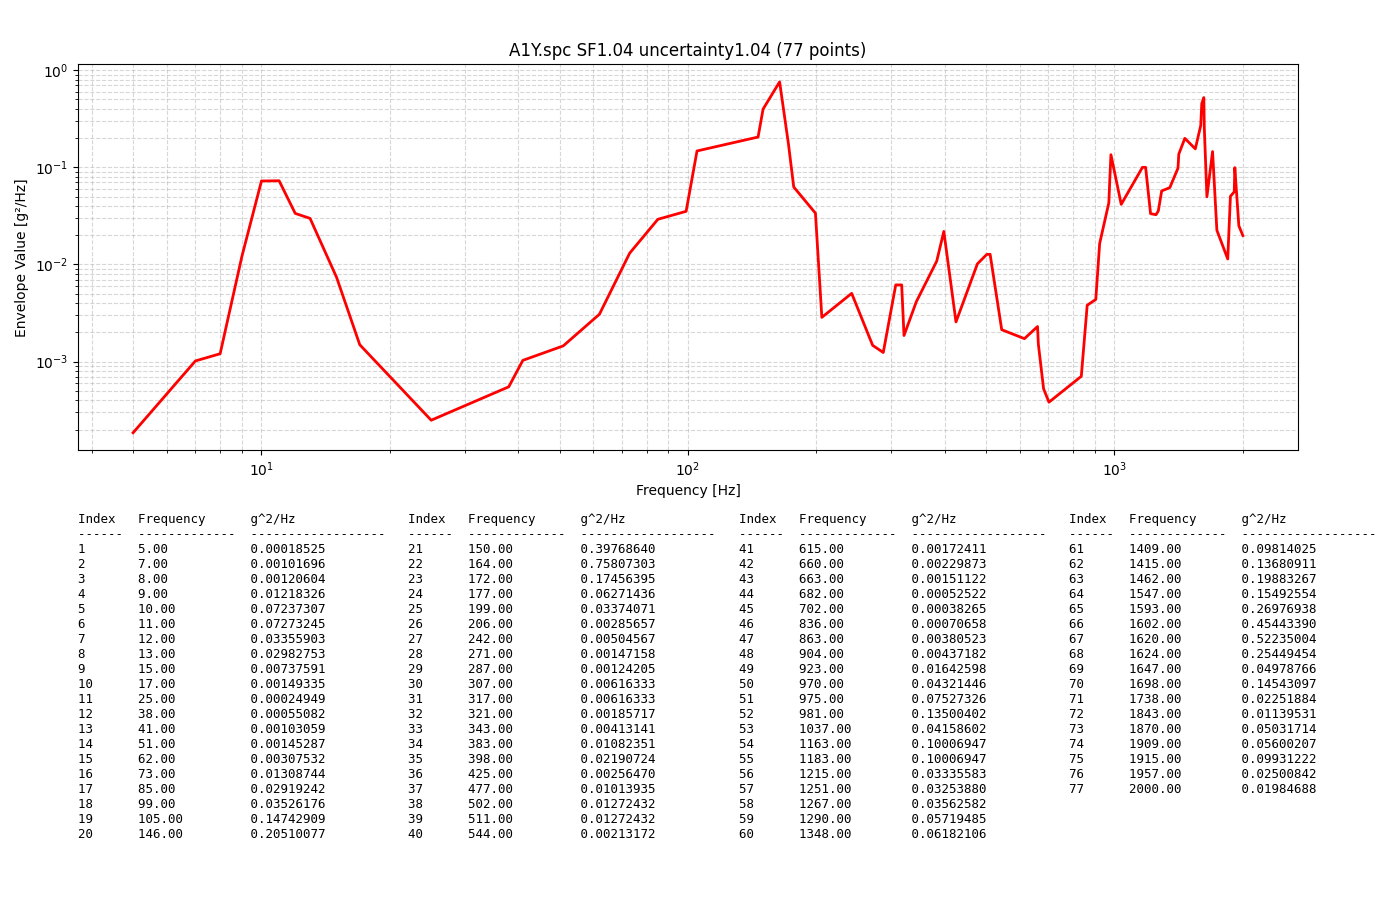 A1Y.spc SF1.04 uncertainty1.04 (77 points)
Envelope Value [g²/Hz]
10⁰
10⁻¹
10⁻²
10⁻³
10¹ 10² 10³
Frequency [Hz]
Index Frequency g^2/Hz Index Frequency g^2/Hz Index Frequency g^2/Hz Index Frequency g^2/Hz
------ ------------- ------------------ ------ ------------- ------------------ ------ ------------- ------------------ ------ ------------- ------------------
1 5.00 0.00018525 21 150.00 0.39768640 41 615.00 0.00172411 61 1409.00 0.09814025
2 7.00 0.00101696 22 164.00 0.75807303 42 660.00 0.00229873 62 1415.00 0.13680911
3 8.00 0.00120604 23 172.00 0.17456395 43 663.00 0.00151122 63 1462.00 0.19883267
4 9.00 0.01218326 24 177.00 0.06271436 44 682.00 0.00052522 64 1547.00 0.15492554
5 10.00 0.07237307 25 199.00 0.03374071 45 702.00 0.00038265 65 1593.00 0.26976938
6 11.00 0.07273245 26 206.00 0.00285657 46 836.00 0.00070658 66 1602.00 0.45443390
7 12.00 0.03355903 27 242.00 0.00504567 47 863.00 0.00380523 67 1620.00 0.52235004
8 13.00 0.02982753 28 271.00 0.00147158 48 904.00 0.00437182 68 1624.00 0.25449454
9 15.00 0.00737591 29 287.00 0.00124205 49 923.00 0.01642598 69 1647.00 0.04978766
10 17.00 0.00149335 30 307.00 0.00616333 50 970.00 0.04321446 70 1698.00 0.14543097
11 25.00 0.00024949 31 317.00 0.00616333 51 975.00 0.07527326 71 1738.00 0.02251884
12 38.00 0.00055082 32 321.00 0.00185717 52 981.00 0.13500402 72 1843.00 0.01139531
13 41.00 0.00103059 33 343.00 0.00413141 53 1037.00 0.04158602 73 1870.00 0.05031714
14 51.00 0.00145287 34 383.00 0.01082351 54 1163.00 0.10006947 74 1909.00 0.05600207
15 62.00 0.00307532 35 398.00 0.02190724 55 1183.00 0.10006947 75 1915.00 0.09931222
16 73.00 0.01308744 36 425.00 0.00256470 56 1215.00 0.03335583 76 1957.00 0.02500842
17 85.00 0.02919242 37 477.00 0.01013935 57 1251.00 0.03253880 77 2000.00 0.01984688
18 99.00 0.03526176 38 502.00 0.01272432 58 1267.00 0.03562582
19 105.00 0.14742909 39 511.00 0.01272432 59 1290.00 0.05719485
20 146.00 0.20510077 40 544.00 0.00213172 60 1348.00 0.06182106